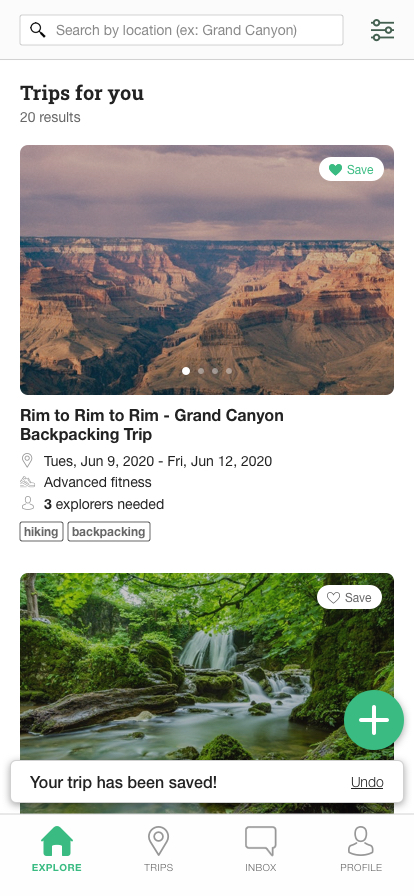 Search by location (ex: Grand Canyon)
Trips for you
20 results
Save
Rim to Rim to Rim - Grand Canyon
Backpacking Trip
Tues, Jun 9, 2020 - Fri, Jun 12, 2020
Advanced fitness
3 explorers needed
hiking backpacking
Save
Your trip has been saved! Undo
EXPLORE TRIPS INBOX PROFILE